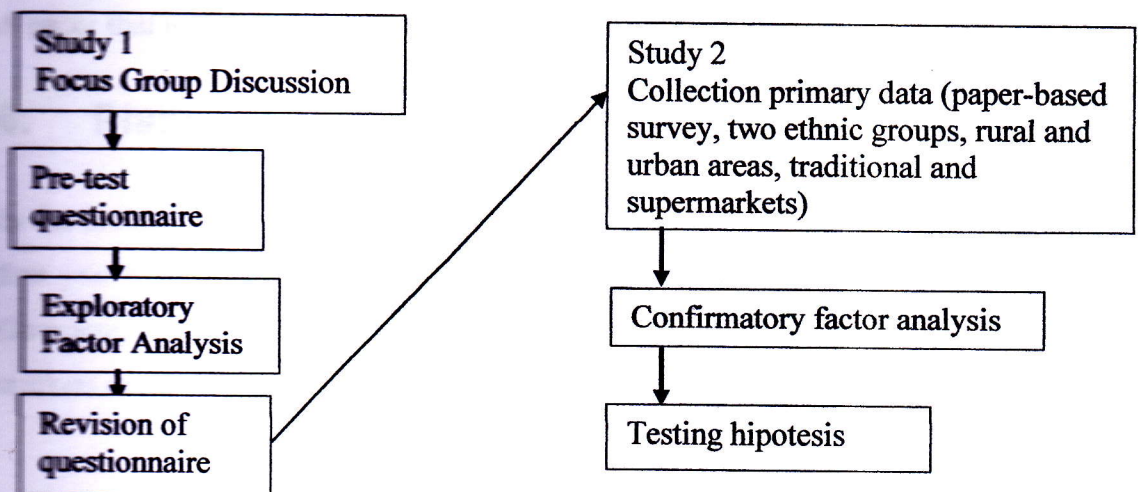 Study 1
Focus Group Discussion
Pre-test
questionnaire
Exploratory
Factor Analysis
Revision of
questionnaire
Study 2
Collection primary data (paper-based
survey, two ethnic groups, rural and
urban areas, traditional and
supermarkets)
Confirmatory factor analysis
Testing hipotesis